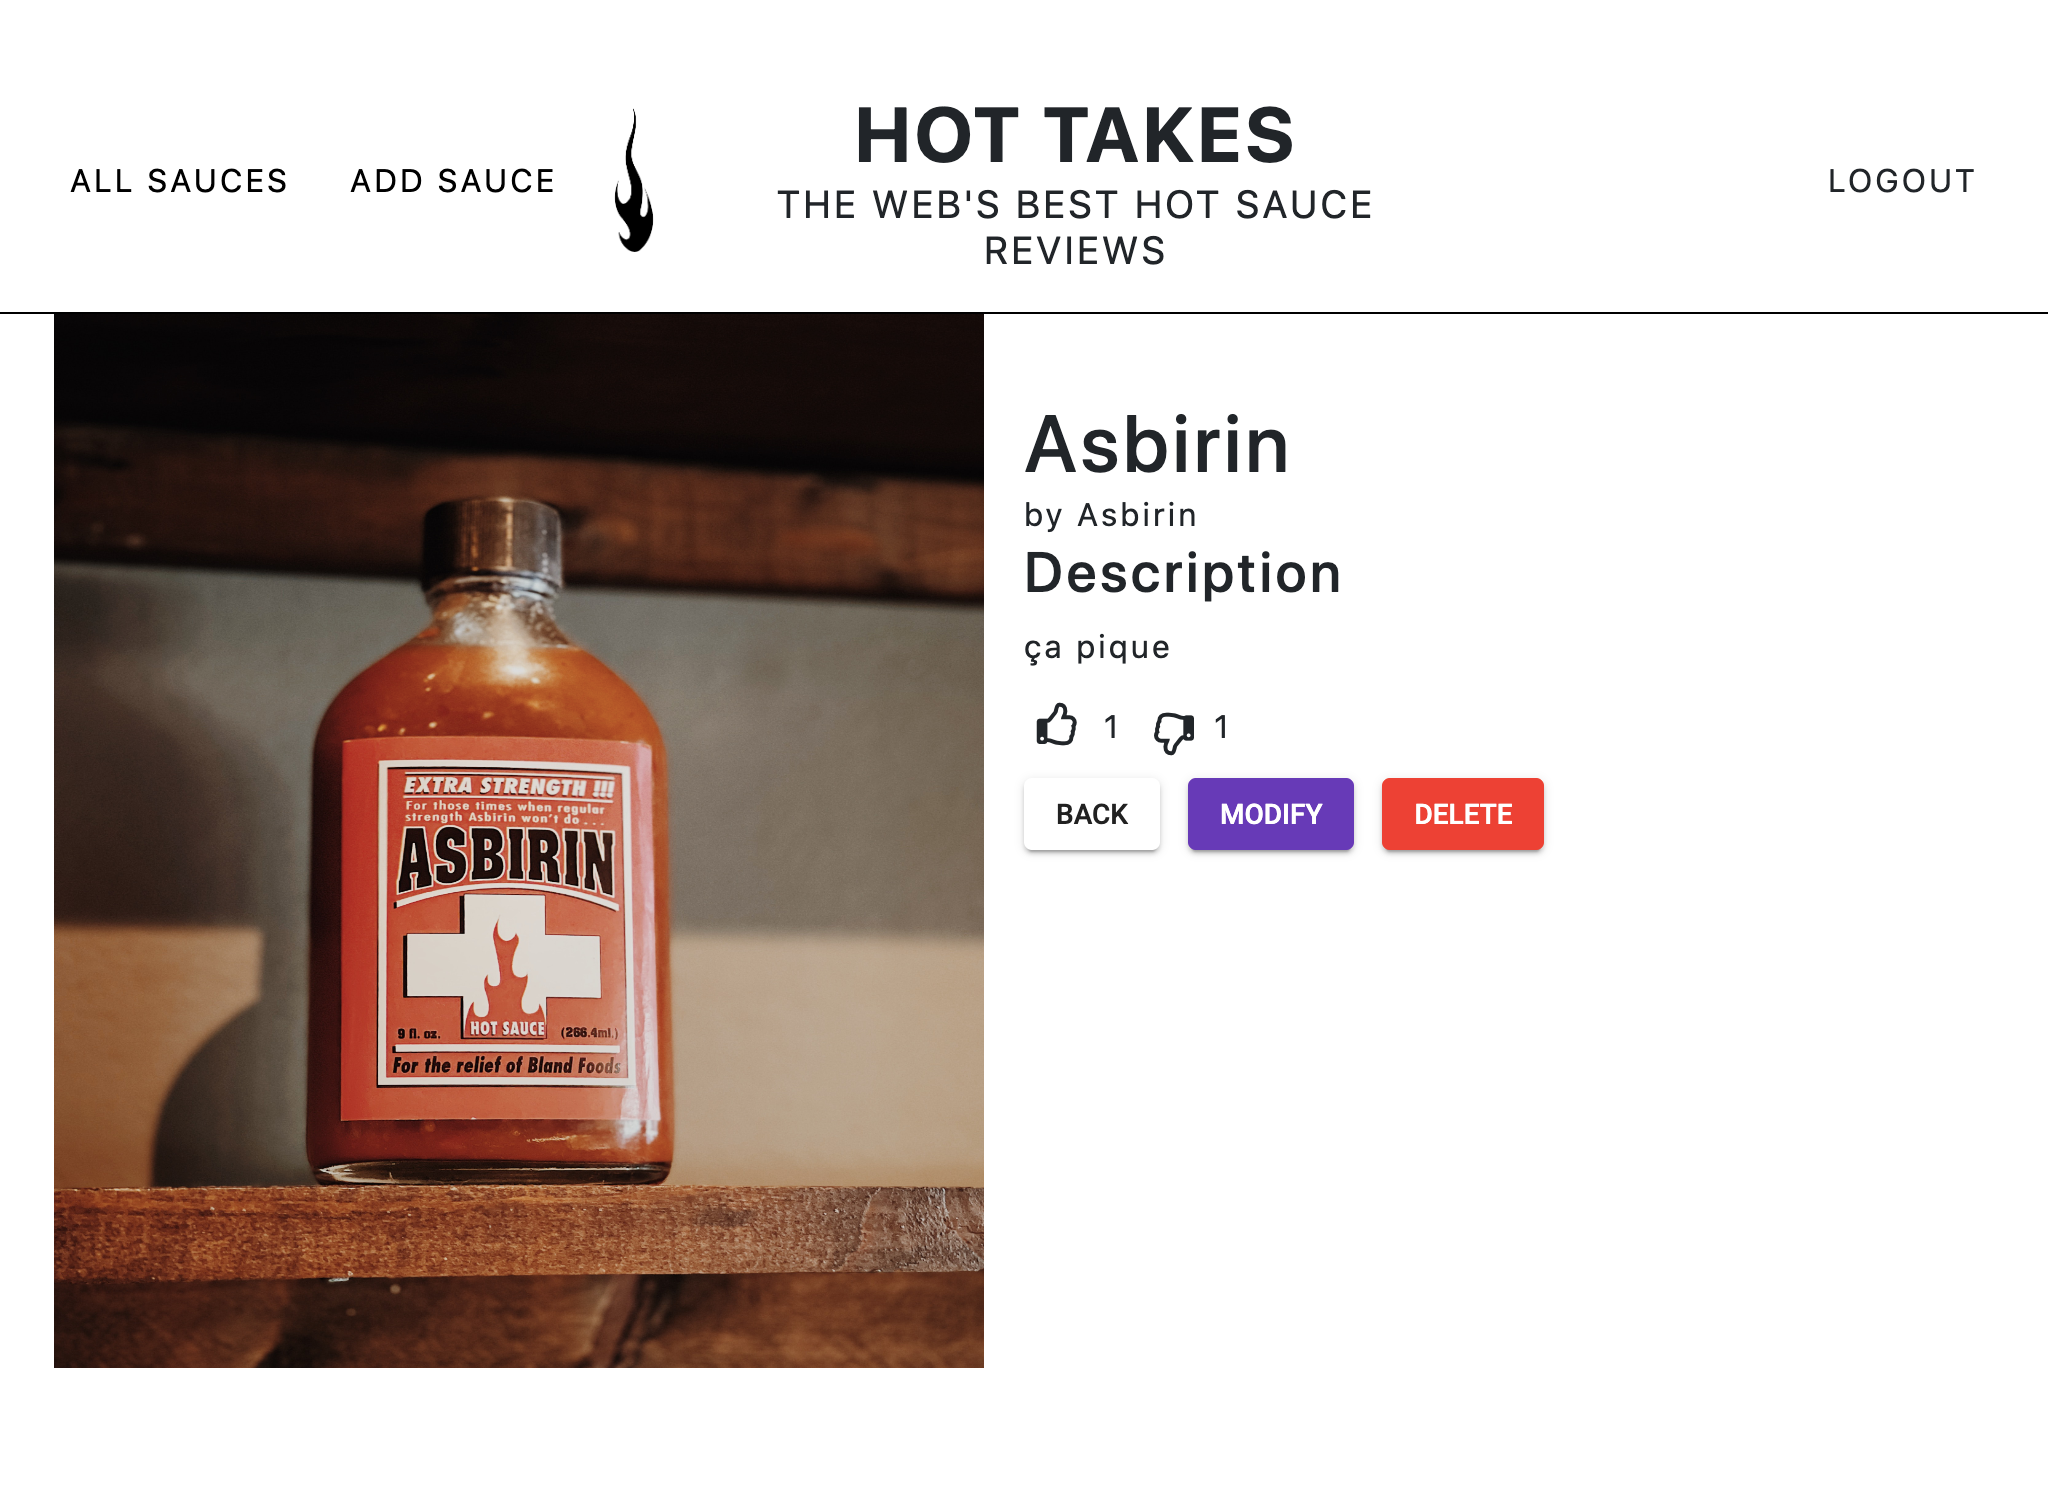 ALL SAUCES
ADD SAUCE
HOT TAKES
THE WEB'S BEST HOT SAUCE
REVIEWS
LOGOUT
EXTRA STRENGTH !!!
For those times when regular
strength Asbirin won't do . . .
ASBIRIN
HOT SAUCE
9 fl. oz.
(266.4ml.)
For the relief of Bland Foods
Asbirin
by Asbirin
Description
ça pique
1
1
BACK
MODIFY
DELETE